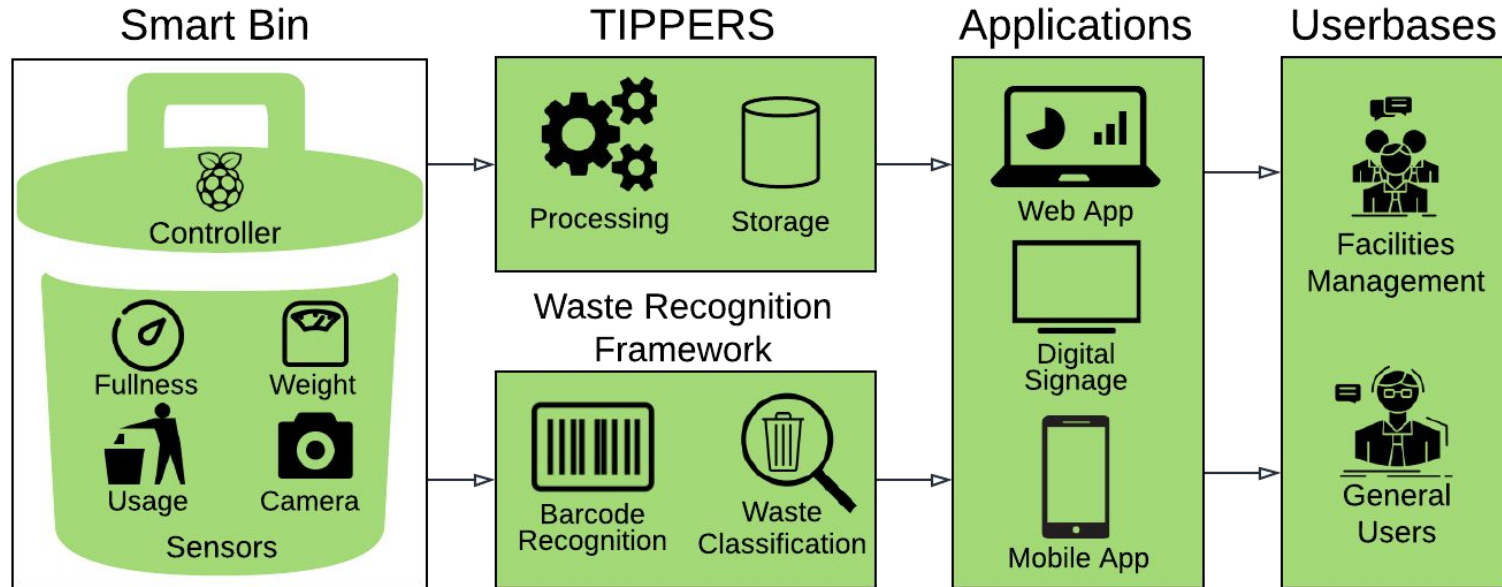 Smart Bin
Controller
Fullness
Weight
Usage
Camera
Sensors
TIPPERS
Processing
Storage
Waste Recognition
Framework
Barcode
Recognition
Waste
Classification
Applications
Web App
Digital
Signage
Mobile App
Userbases
Facilities
Management
General
Users